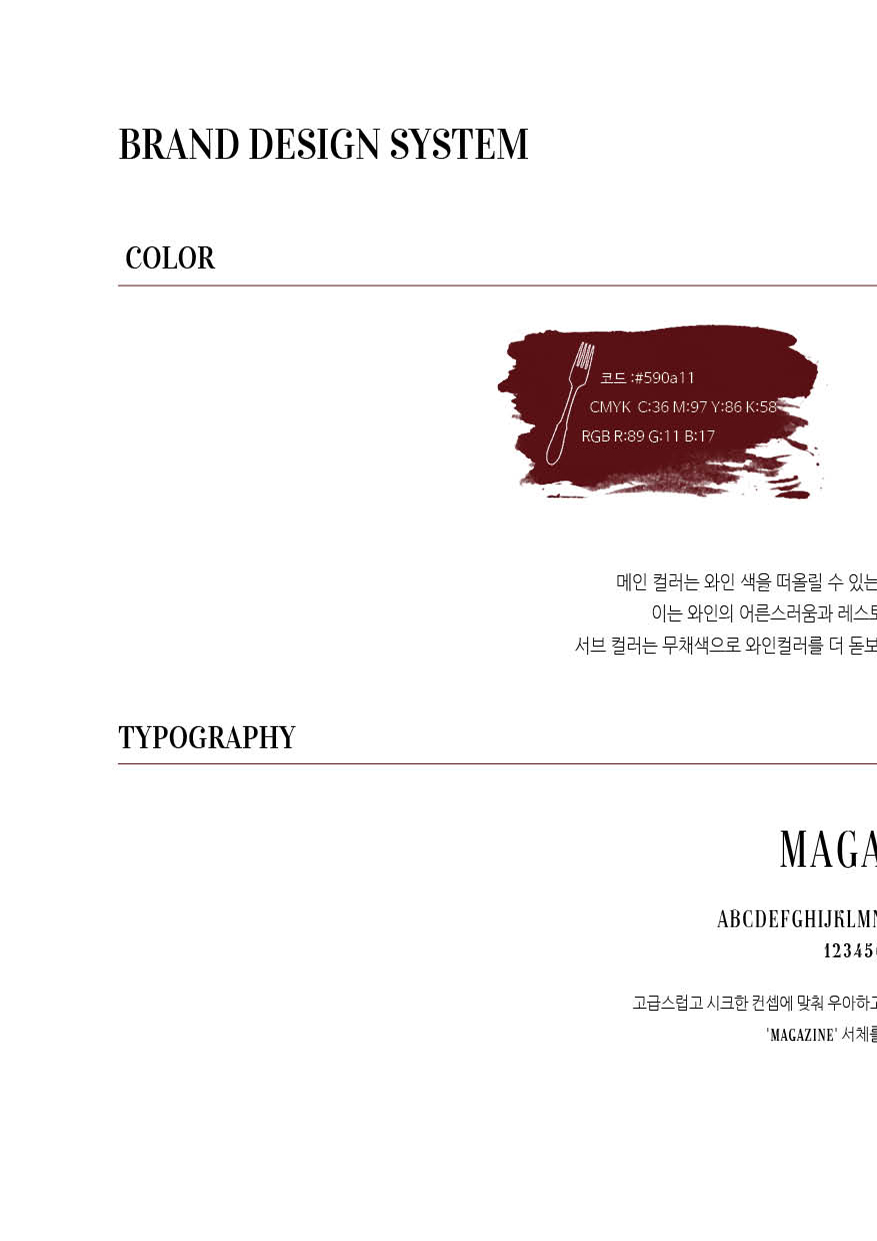 BRAND DESIGN SYSTEM
COLOR
코드 :#590a11
CMYK C:36 M:97 Y:86 K:58
RGB R:89 G:11 B:17
메인 컬러는 와인 색을 떠올릴 수 있는
이는 와인의 어른스러움과 레스토
서브 컬러는 무채색으로 와인컬러를 더 돋보
TYPOGRAPHY
MAGA
ABCDEFGHIJKLM
12345
고급스럽고 시크한 컨셉에 맞춰 우아하고
'MAGAZINE' 서체를